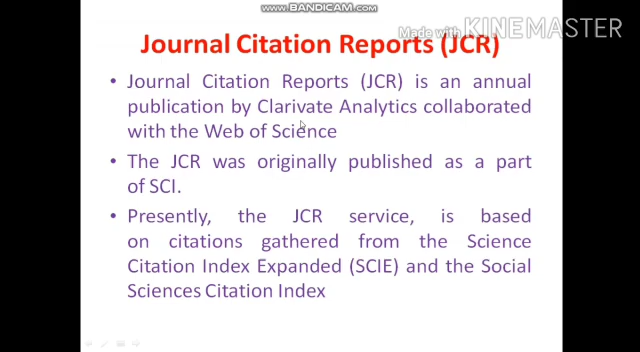 www.BANDICAM.com
Made with KINEMASTER
Journal Citation Reports (JCR)
• Journal Citation Reports (JCR) is an annual
publication by Clarivate Analytics collaborated
with the Web of Science
• The JCR was originally published as a part
of SCI.
• Presently, the JCR service, is based
on citations gathered from the Science
Citation Index Expanded (SCIE) and the Social
Sciences Citation Index